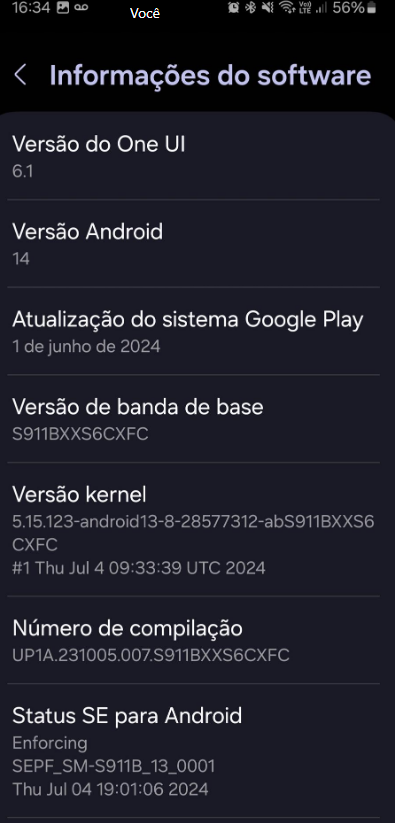 16:34
Você
Vo)) LTE 56%
Informações do software
Versão do One UI
6.1
Versão Android
14
Atualização do sistema Google Play
1 de junho de 2024
Versão de banda de base
S911BXXS6CXFC
Versão kernel
5.15.123-android13-8-28577312-abS911BXXS6
CXFC
#1 Thu Jul 4 09:33:39 UTC 2024
Número de compilação
UP1A.231005.007.S911BXXS6CXFC
Status SE para Android
Enforcing
SEPF_SM-S911B_13_0001
Thu Jul 04 19:01:06 2024